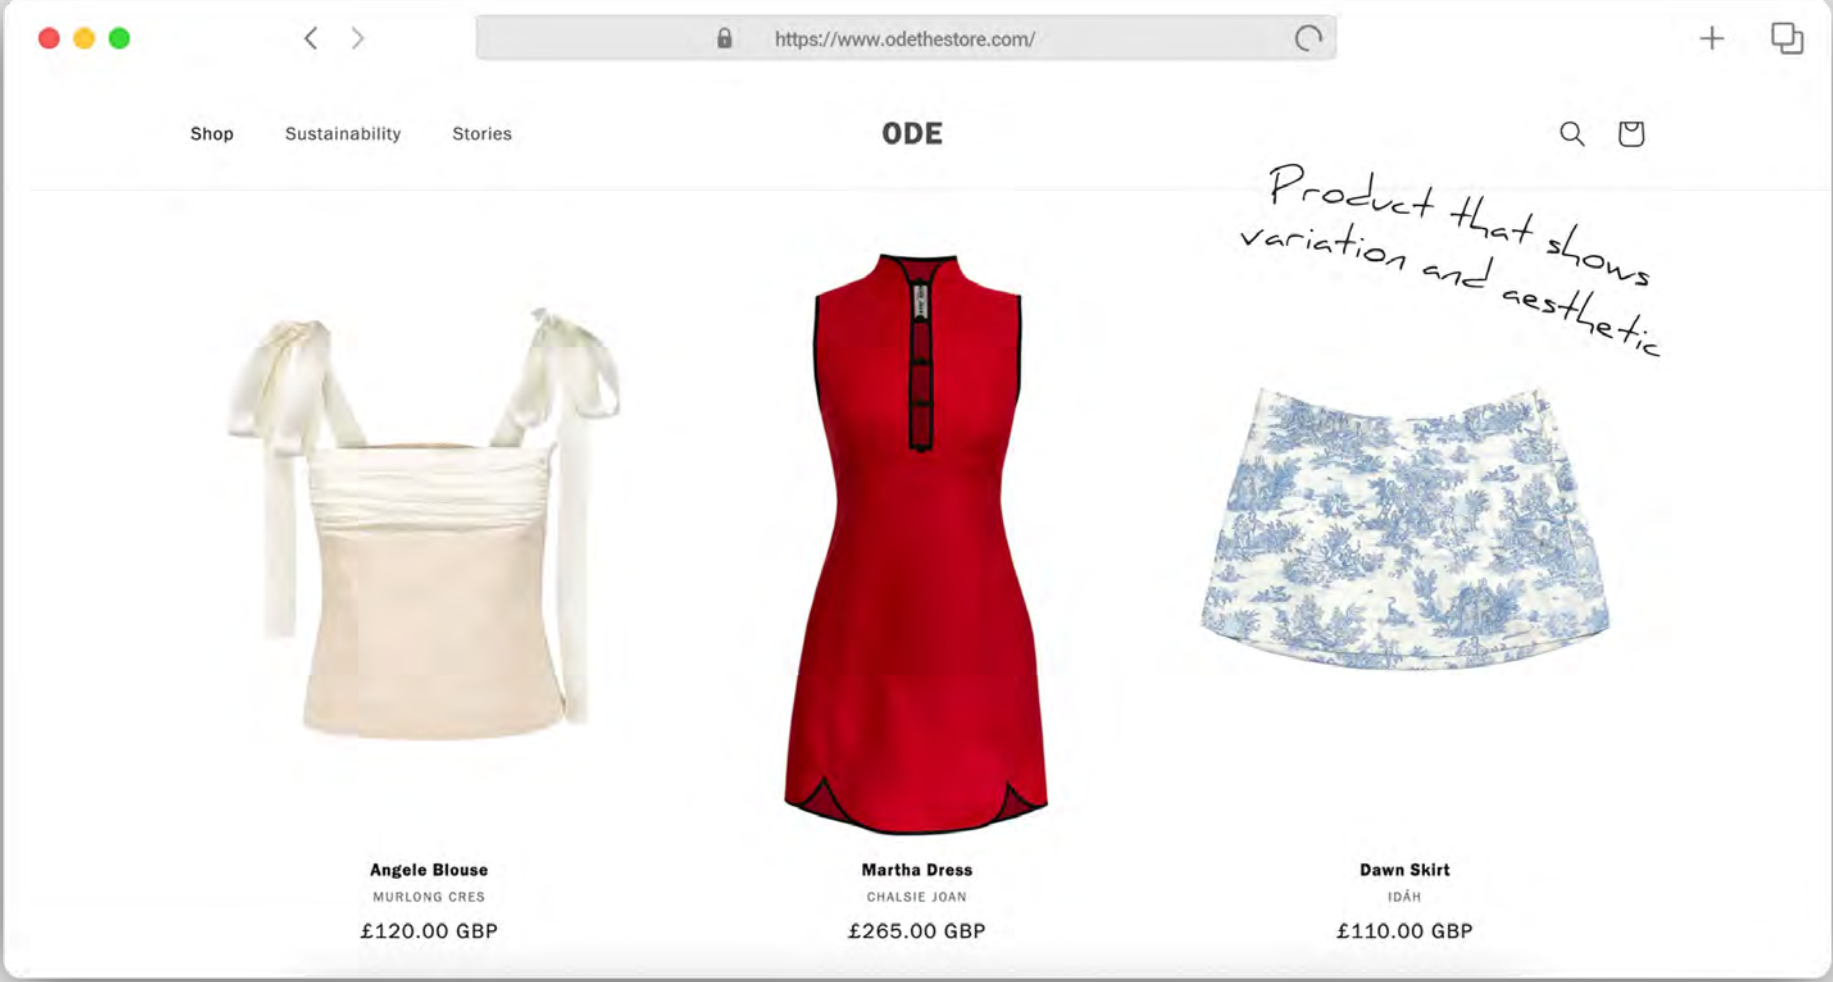 https://www.odethestore.com/
Shop Sustainability Stories ODE
Product that shows
variation and aesthetic
Angele Blouse Martha Dress Dawn Skirt
MURLONG CRES CHALSIE JOAN IDÁH
£120.00 GBP £265.00 GBP £110.00 GBP